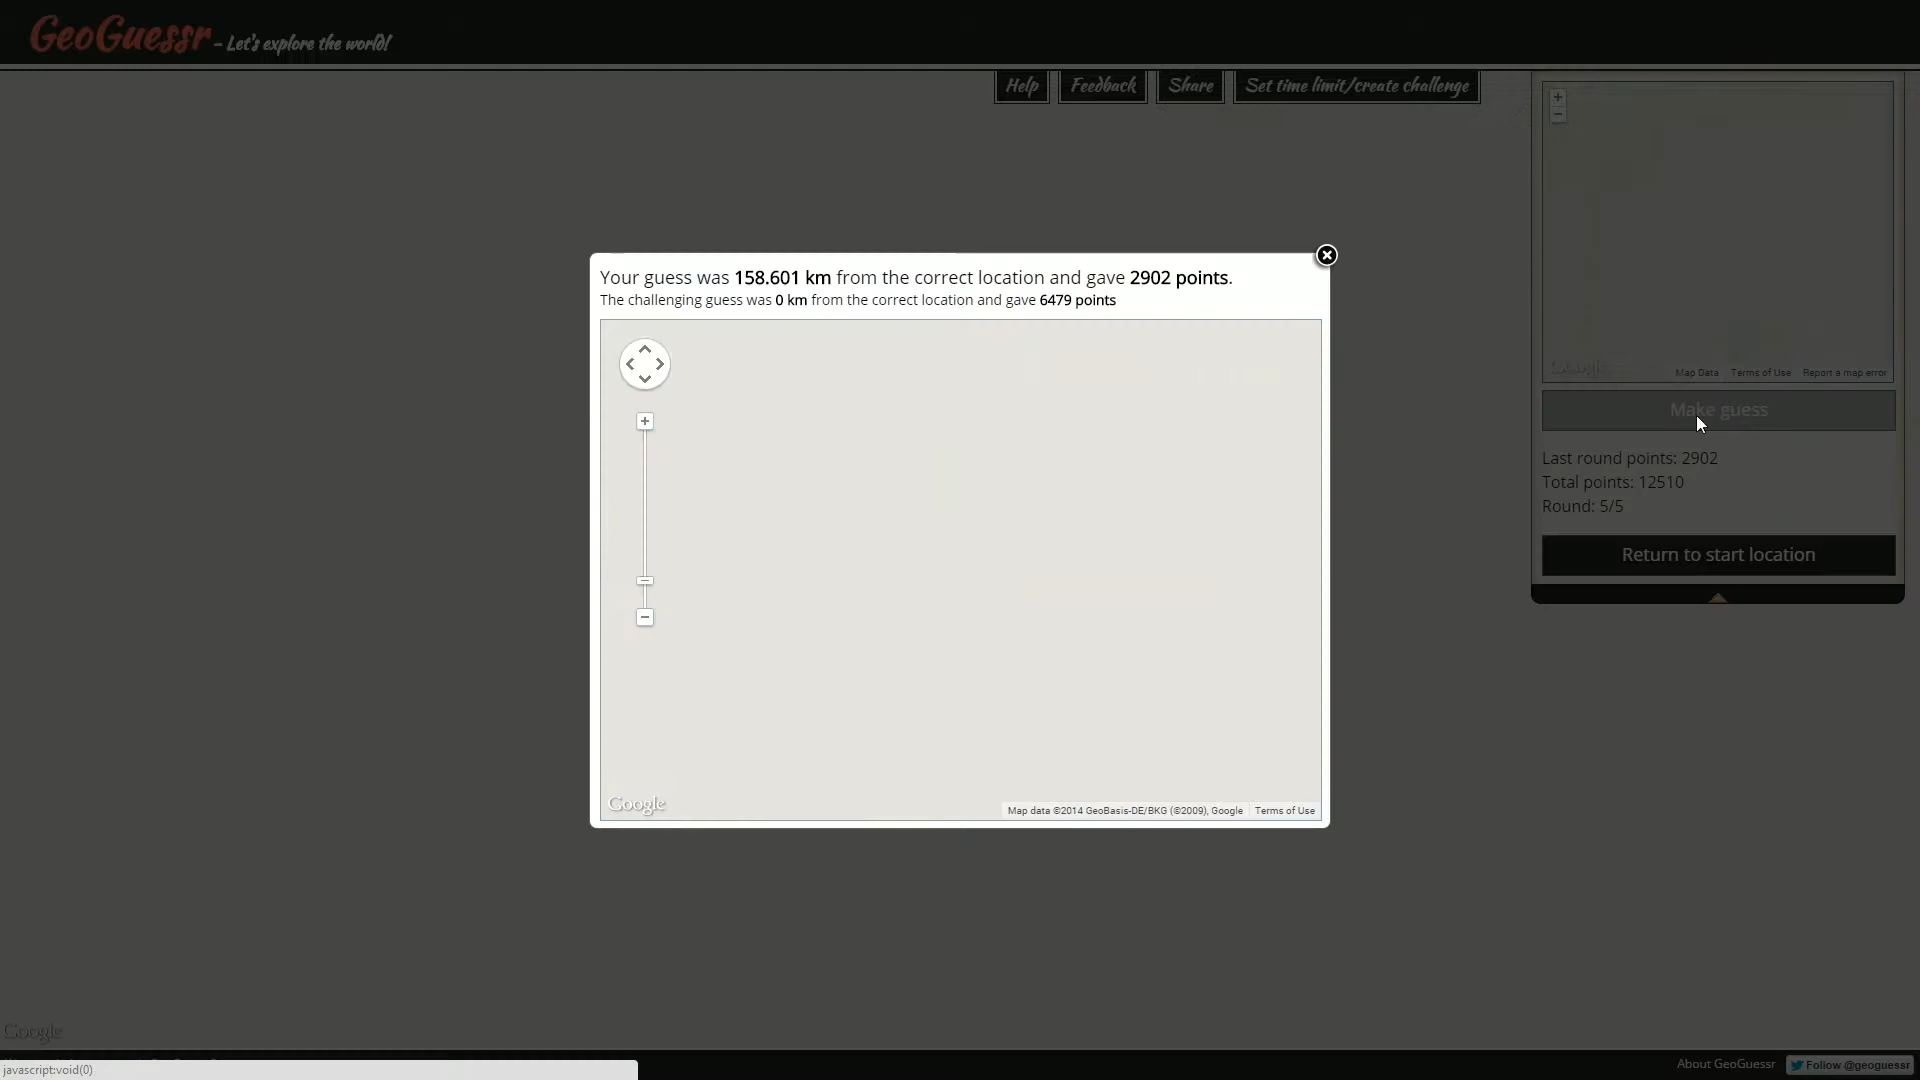 GeoGuessr - Let's explore the world!
Help
Feedback
Share
Set time limit/create challenge
+
−
Your guess was 158.601 km from the correct location and gave 2902 points.
The challenging guess was 0 km from the correct location and gave 6479 points
+
−
Google
Map data ©2014 GeoBasis-DE/BKG (©2009), Google
Terms of Use
Google
Map Data
Terms of Use
Report a map error
Make guess
Last round points: 2902
Total points: 12510
Round: 5/5
Return to start location
Google
javascript:void(0)
About GeoGuessr
Follow @geoguessr